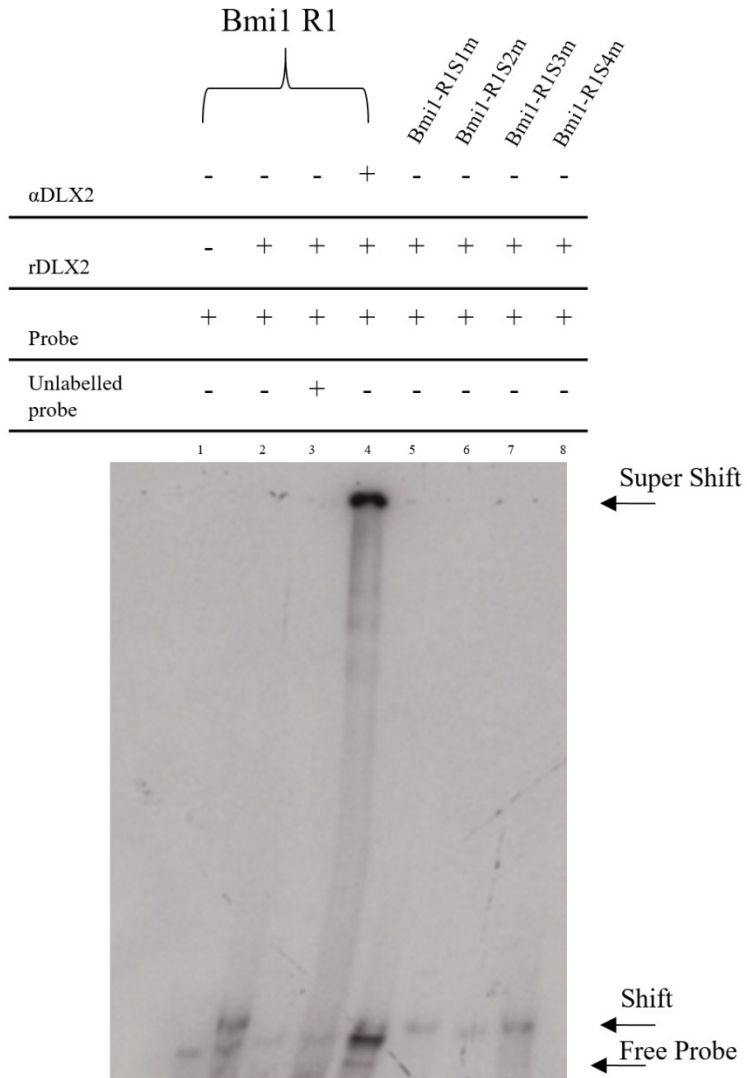 Bmi1 R1
Bmi1-R1S1m
Bmi1-R1S2m
Bmi1-R1S3m
Bmi1-R1S4m
αDLX2 - - - + - - - -
rDLX2 - + + + + + + +
Probe + + + + + + + +
Unlabelled
probe - - + - - - - -
1 2 3 4 5 6 7 8
Super Shift
Shift
Free Probe